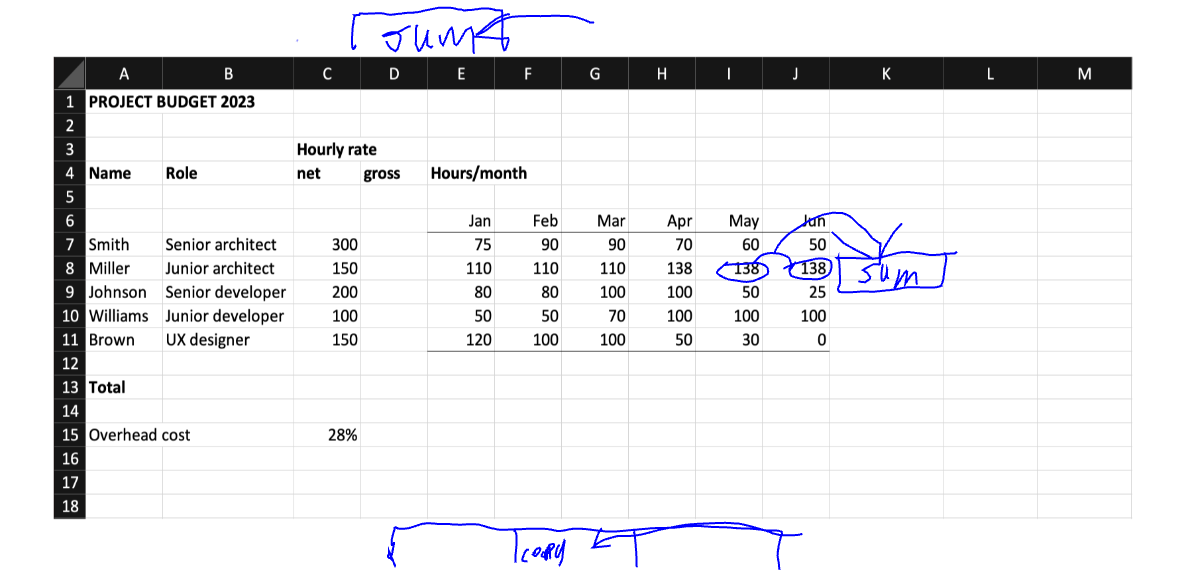 sum
A B C D E F G H I J K L M
1 PROJECT BUDGET 2023
2
3 Hourly rate
4 Name Role net gross Hours/month
5
6 Jan Feb Mar Apr May Jun
7 Smith Senior architect 300 75 90 90 70 60 50
8 Miller Junior architect 150 110 110 110 138 138 138 sum
9 Johnson Senior developer 200 80 80 100 100 50 25
10 Williams Junior developer 100 50 50 70 100 100 100
11 Brown UX designer 150 120 100 100 50 30 0
12
13 Total
14
15 Overhead cost 28%
16
17
18
copy